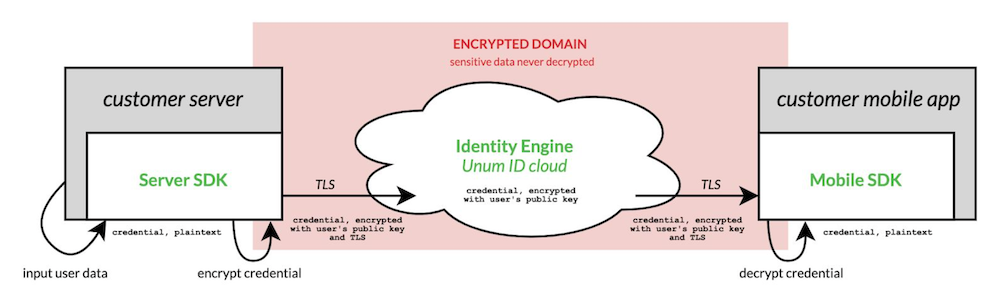 ENCRYPTED DOMAIN
sensitive data never decrypted
customer server
customer mobile app
Server SDK
Identity Engine
Unum ID cloud
Mobile SDK
TLS
credential, encrypted
with user's public key
TLS
credential, plaintext
credential, encrypted
with user's public key
and TLS
credential, encrypted
with user's public key
and TLS
credential, plaintext
input user data
encrypt credential
decrypt credential